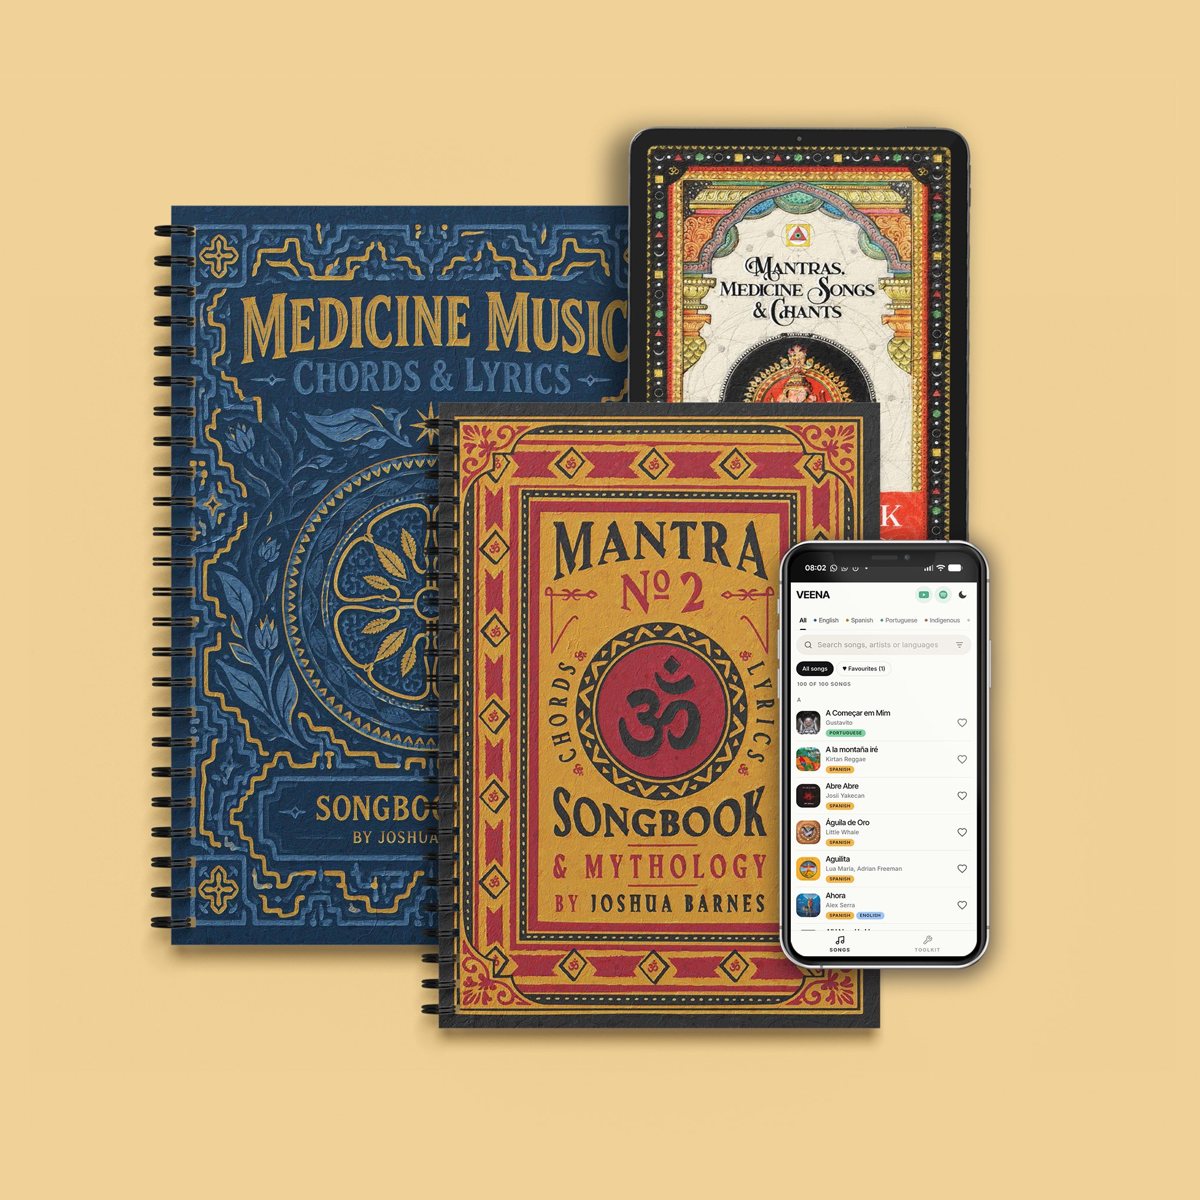 MEDICINE MUSIC
CHORDS & LYRICS
BY JOSHUA
MANTRAS,
MEDICINE SONGS
& CHANTS
K
MANTRA
Nº 2
CHORDS
LYRICS
ॐ
SONGBOOK
& MYTHOLOGY
BY JOSHUA BARNES
08:02
VEENA
All English Spanish Portuguese Indigenous
Search songs, artists or languages
All songs ♥ Favourites (1)
100 OF 100 SONGS
A
A Começar em Mim
Gustavito
PORTUGUESE
A la montaña iré
Kirtan Reggae
SPANISH
Abre Abre
Josii Yakecan
SPANISH
Águila de Oro
Little Whale
SPANISH
Aguilita
Lua Maria, Adrian Freeman
SPANISH
Ahora
Alex Serra
SPANISH ENGLISH
SONGS TOOLKIT